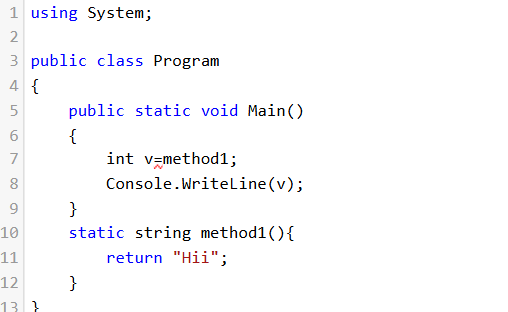 1 using System;
2
3 public class Program
4 {
5 public static void Main()
6 {
7 int v=method1;
8 Console.WriteLine(v);
9 }
10 static string method1(){
11 return "Hii";
12 }
13 }